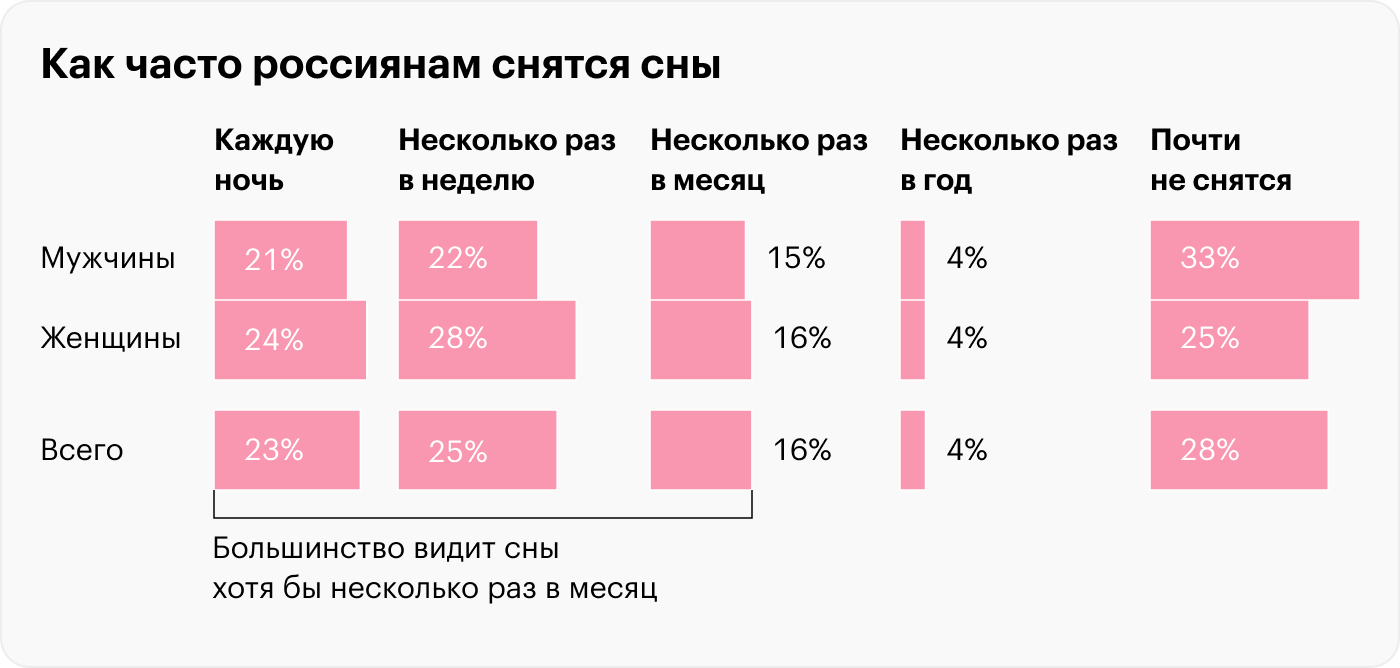 Как часто россиянам снятся сны
Каждую ночь
Несколько раз в неделю
Несколько раз в месяц
Несколько раз в год
Почти не снятся
Мужчины 21% 22% 15% 4% 33%
Женщины 24% 28% 16% 4% 25%
Всего 23% 25% 16% 4% 28%
Большинство видит сны
хотя бы несколько раз в месяц